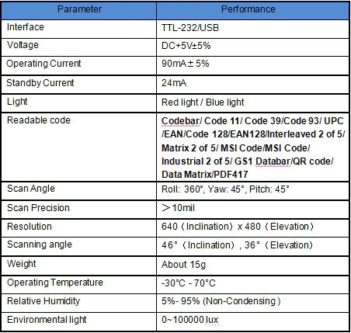 Parameter Performance
Interface TTL-232/USB
Voltage DC+5V±5%
Operating Current 90mA±5%
Standby Current 24mA
Light Red light / Blue light
Readable code Codebar/ Code 11/ Code 39/Code 93/ UPC
/EAN/Code 128/EAN128/Interleaved 2 of 5/
Matrix 2 of 5/ MSI Code/MSI Code/
Industrial 2 of 5/ GS1 Databar/QR code/
Data Matrix/PDF417
Scan Angle Roll: 360°, Yaw: 45°, Pitch: 45°
Scan Precision ＞10mil
Resolution 640（Inclination）x 480（Elevation）
Scanning angle 46°（Inclination）, 36°（Elevation）
Weight About 15g
Operating Temperature -30°C - 70°C
Relative Humidity 5%- 95% (Non-Condensing )
Environmental light 0~100000 lux